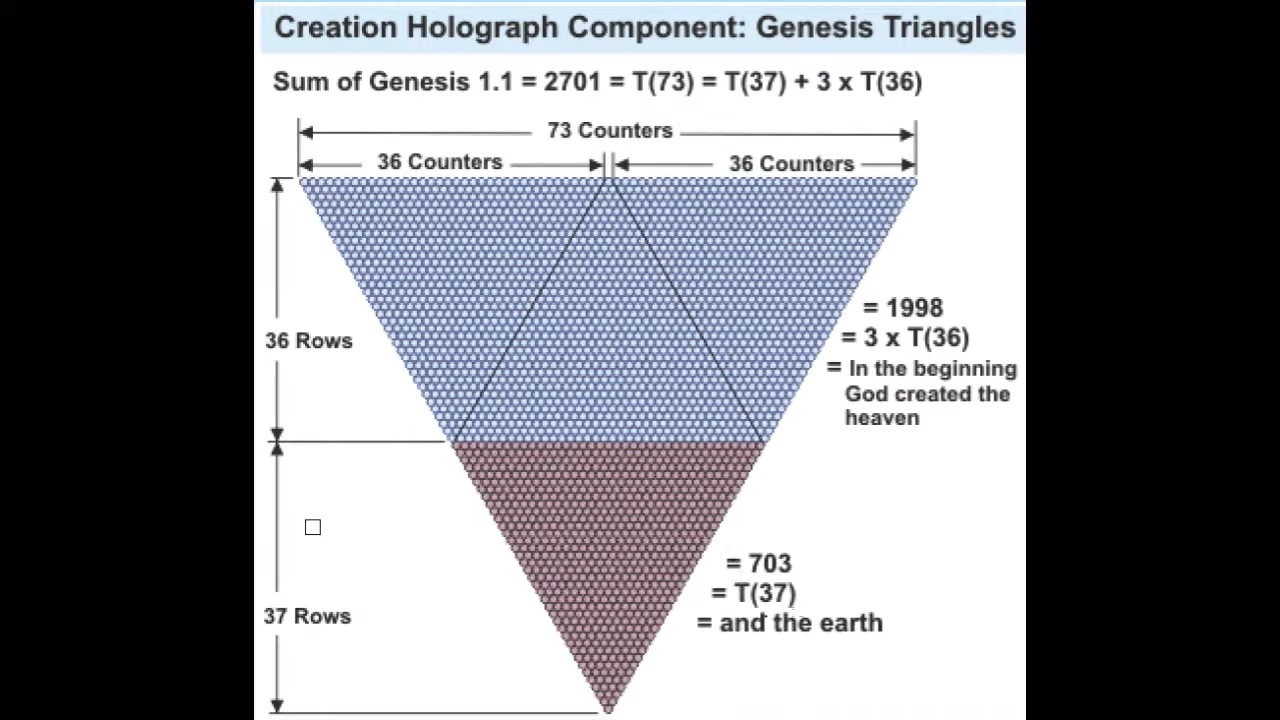 Creation Holograph Component: Genesis Triangles
Sum of Genesis 1.1 = 2701 = T(73) = T(37) + 3 x T(36)
73 Counters
36 Counters
36 Counters
= 1998
= 3 x T(36)
36 Rows
= In the beginning
God created the
heaven
= 703
= T(37)
37 Rows
= and the earth